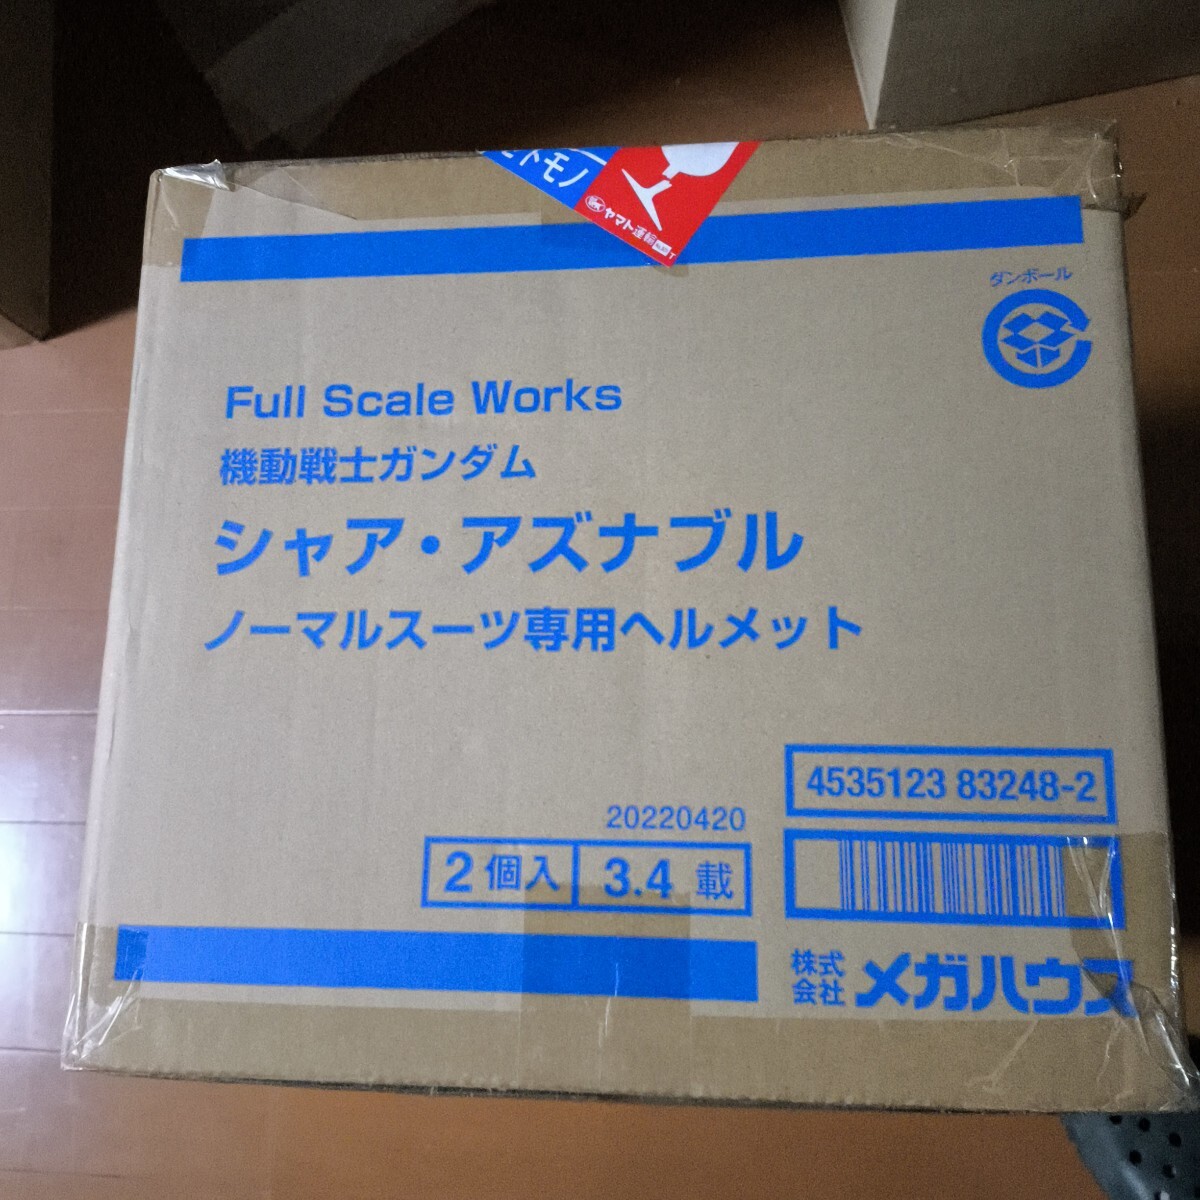 トモノ
ヤマト運輸
ダンボール
Full Scale Works
機動戦士ガンダム
シャア・アズナブル
ノーマルスーツ専用ヘルメット
4535123 83248-2
20220420
2個入 3.4 載
株式会社 メガハウス